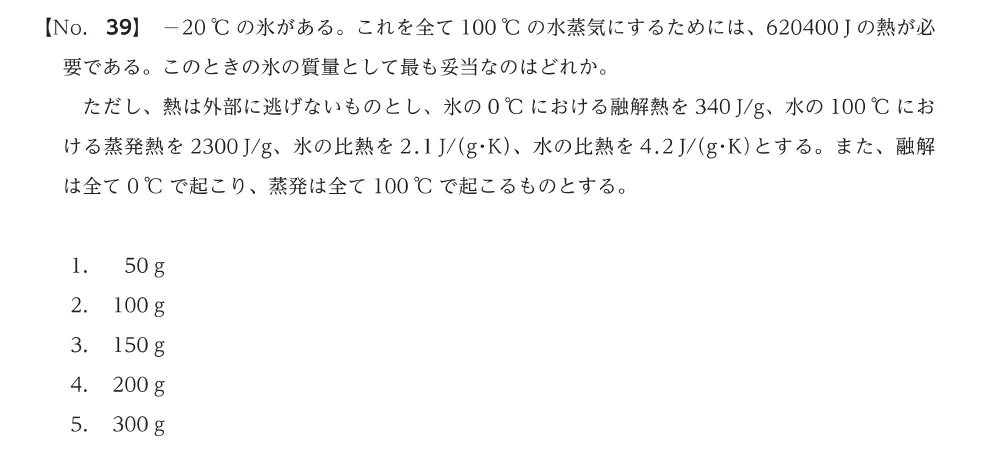 【No. 39】 −20 ℃ の氷がある。これを全て 100 ℃ の水蒸気にするためには、620400 J の熱が必
要である。このときの氷の質量として最も妥当なのはどれか。
ただし、熱は外部に逃げないものとし、氷の 0 ℃ における融解熱を 340 J/g、水の 100 ℃ にお
ける蒸発熱を 2300 J/g、氷の比熱を 2.1 J/(g･K)、水の比熱を 4.2 J/(g･K)とする。また、融解
は全て 0 ℃ で起こり、蒸発は全て 100 ℃ で起こるものとする。
1. 50 g
2. 100 g
3. 150 g
4. 200 g
5. 300 g